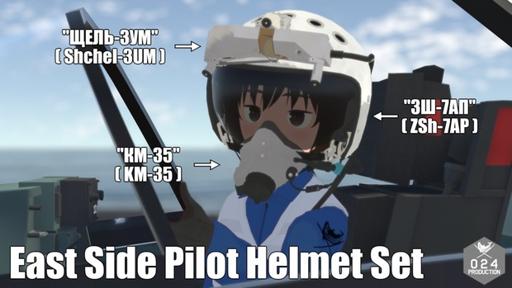 "ЩЕЛЬ-3УМ"
( Shchel-3UM )
"ЗШ-7АП"
( ZSh-7AP )
"КМ-35"
( KM-35 )
East Side Pilot Helmet Set
024
PRODUCTION